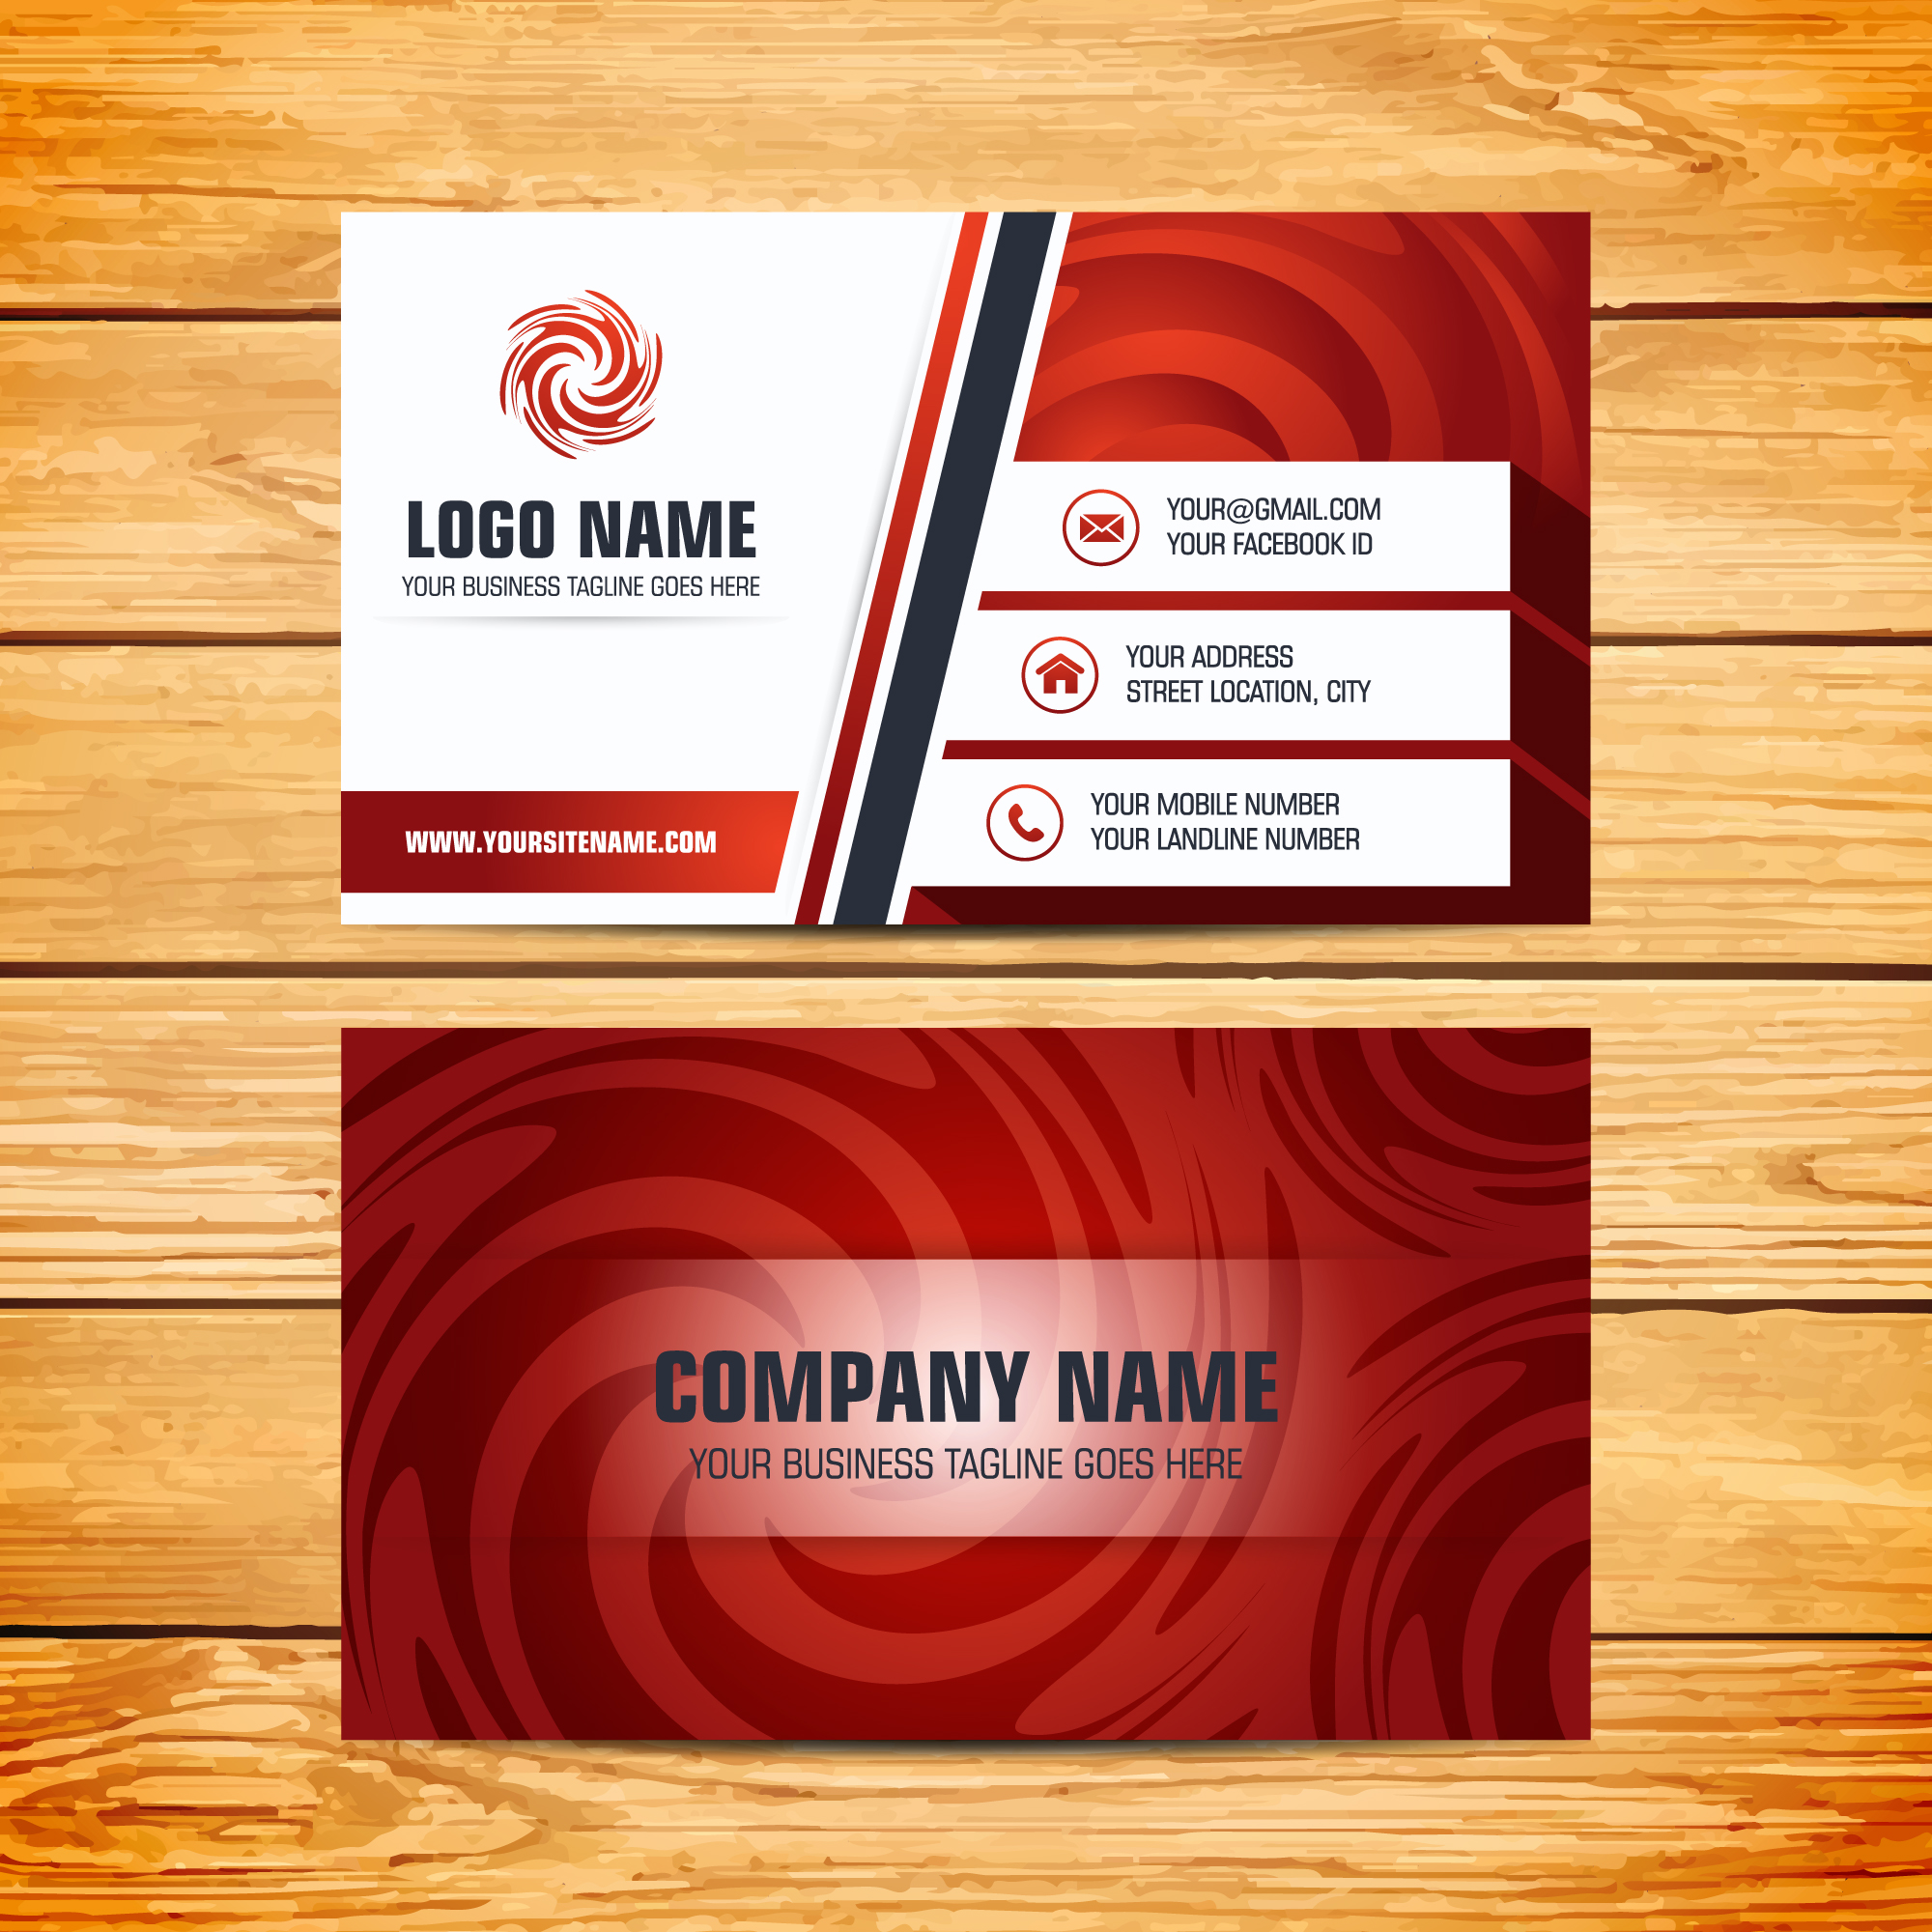 LOGO NAME
YOUR BUSINESS TAGLINE GOES HERE
WWW.YOURSITENAME.COM
YOUR@GMAIL.COM
YOUR FACEBOOK ID
YOUR ADDRESS
STREET LOCATION, CITY
YOUR MOBILE NUMBER
YOUR LANDLINE NUMBER
COMPANY NAME
YOUR BUSINESS TAGLINE GOES HERE